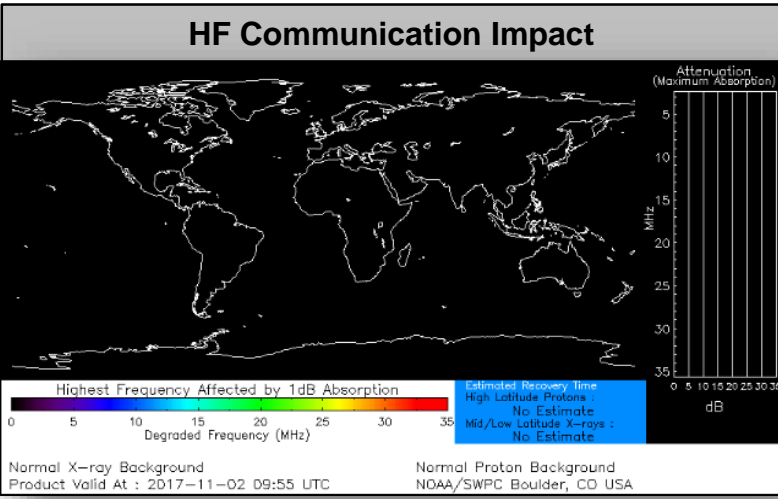 HF Communication Impact
Attenuation
(Maximum Absorption)
5
10
15
20
25
30
35
MHz
0 5 10 15 20 25 30 35
dB
Highest Frequency Affected by 1dB Absorption
0 5 10 15 20 25 30 35
Degraded Frequency (MHz)
Estimated Recovery Time
High Latitude Protons :
No Estimate
Mid/Low Latitude X-rays :
No Estimate
Normal X-ray Background
Product Valid At : 2017-11-02 09:55 UTC
Normal Proton Background
NOAA/SWPC Boulder, CO USA